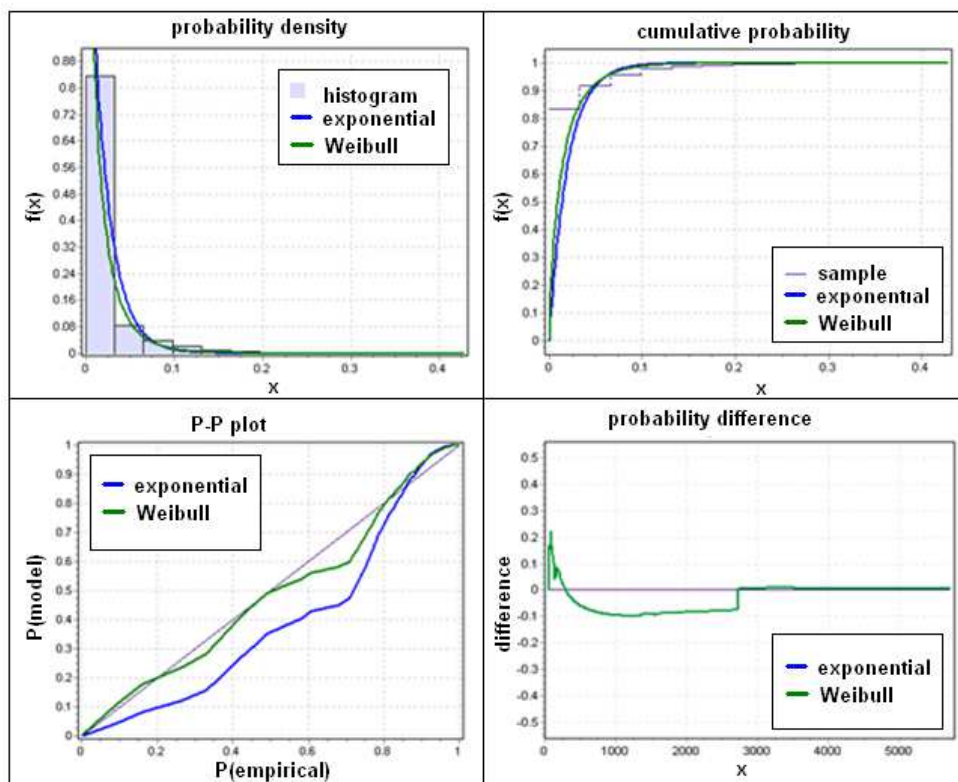 probability density
0.88
0.8
0.72
0.64
0.56
0.48
0.4
0.32
0.24
0.16
0.08
0
f(x)
histogram
exponential
Weibull
0 0.1 0.2 0.3 0.4
x
cumulative probability
1
0.9
0.8
0.7
0.6
0.5
0.4
0.3
0.2
0.1
0
f(x)
sample
exponential
Weibull
0 0.1 0.2 0.3 0.4
x
P-P plot
1
0.9
0.8
0.7
0.6
0.5
0.4
0.3
0.2
0.1
0
P(model)
exponential
Weibull
0 0.2 0.4 0.6 0.8 1
P(empirical)
probability difference
0.5
0.4
0.3
0.2
0.1
0
-0.1
-0.2
-0.3
-0.4
-0.5
difference
exponential
Weibull
0 1000 2000 3000 4000 5000
x